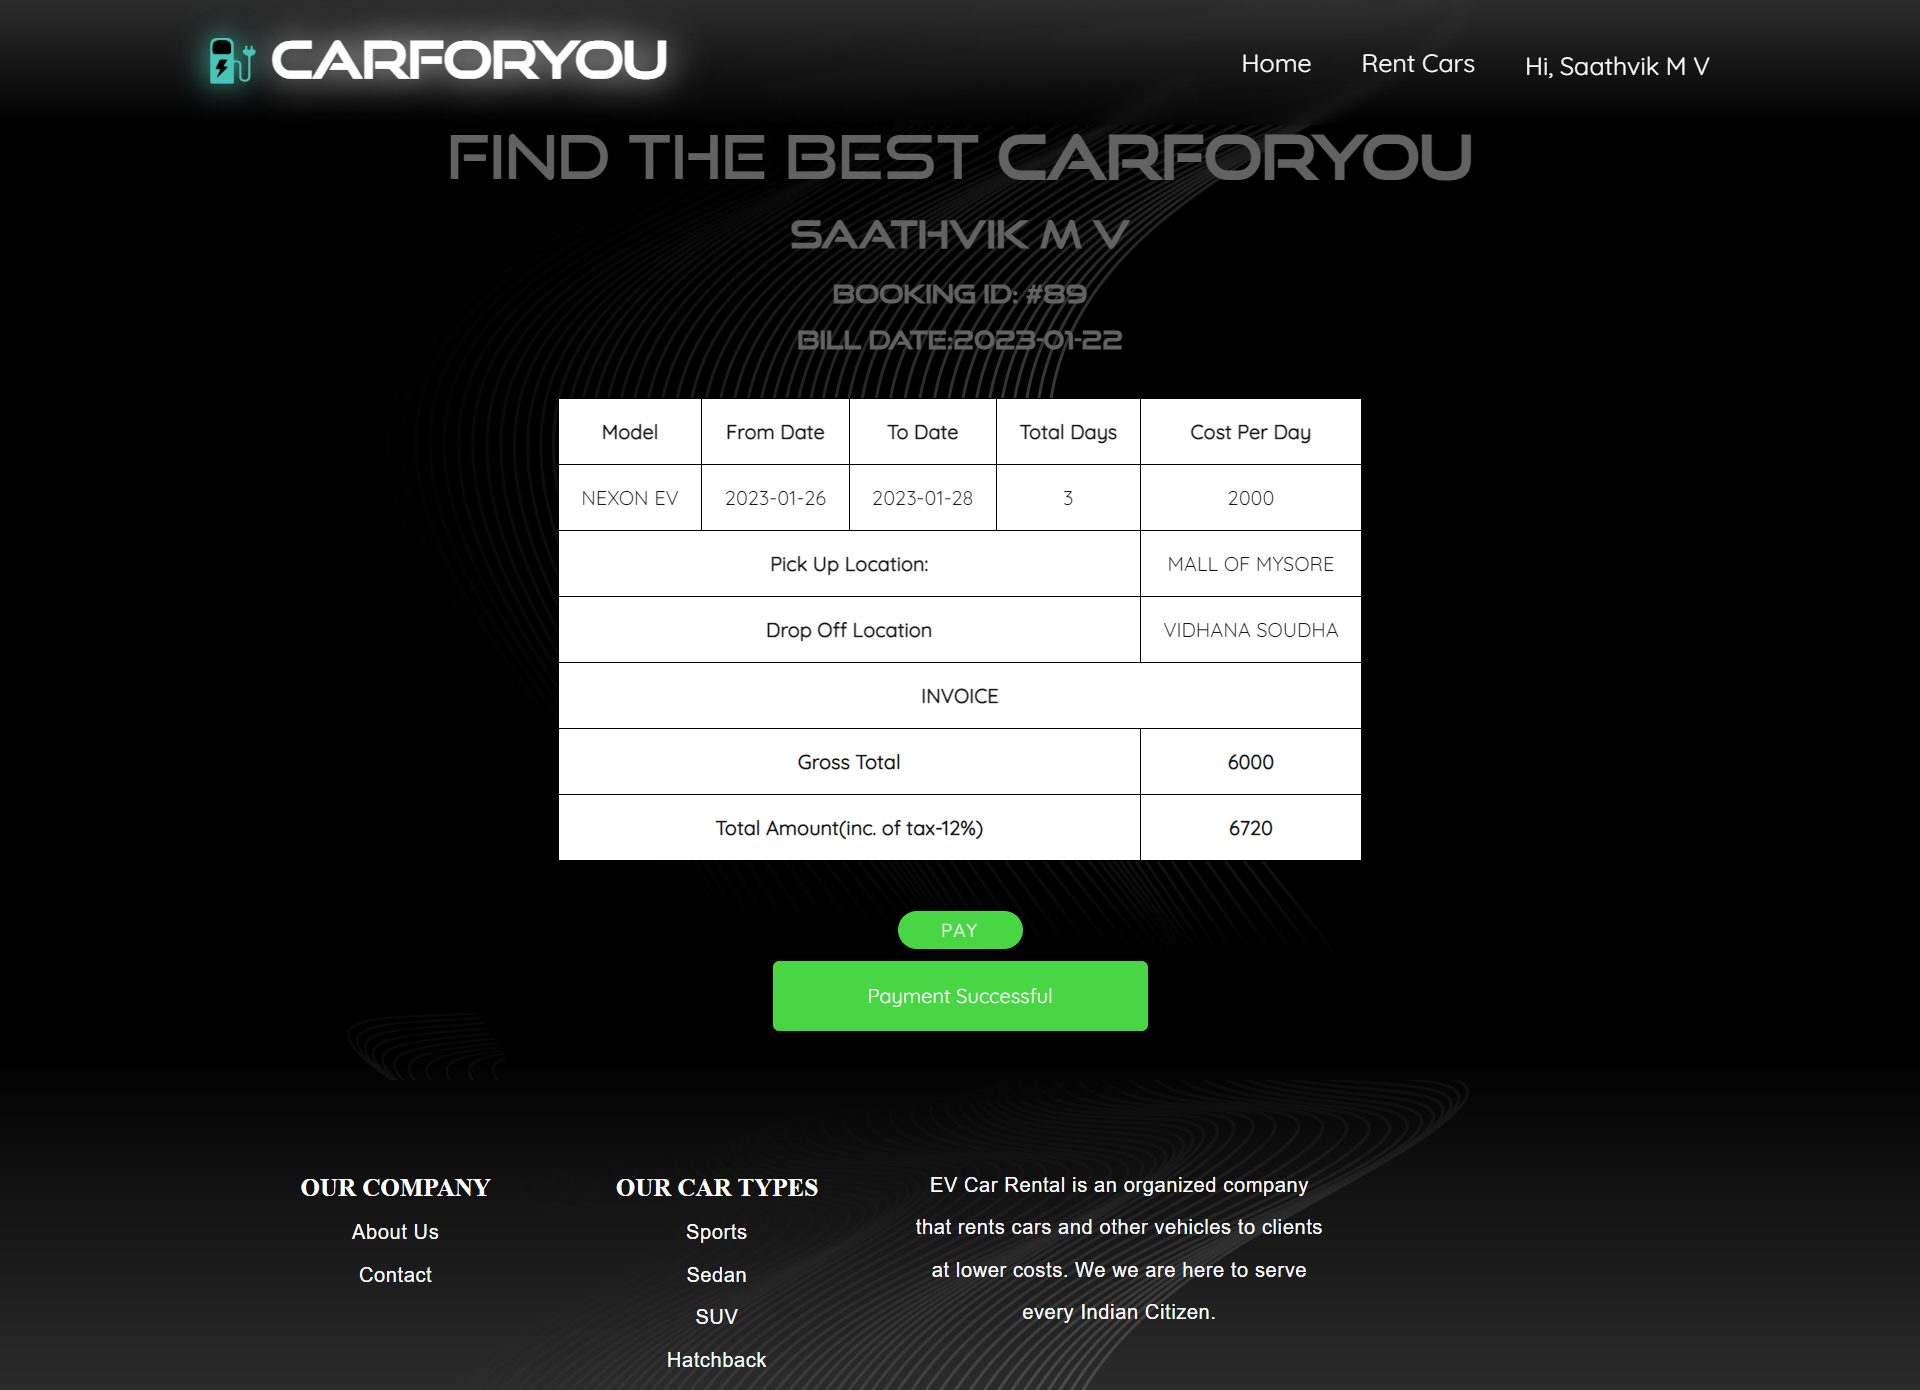 CARFORYOU
Home Rent Cars Hi, Saathvik M V
FIND THE BEST CARFORYOU
SAATHVIK M V
BOOKING ID: #89
BILL DATE:2023-01-22
Model From Date To Date Total Days Cost Per Day
NEXON EV 2023-01-26 2023-01-28 3 2000
Pick Up Location: MALL OF MYSORE
Drop Off Location VIDHANA SOUDHA
INVOICE
Gross Total 6000
Total Amount(inc. of tax-12%) 6720
PAY
Payment Successful
OUR COMPANY
About Us
Contact
OUR CAR TYPES
Sports
Sedan
SUV
Hatchback
EV Car Rental is an organized company
that rents cars and other vehicles to clients
at lower costs. We we are here to serve
every Indian Citizen.